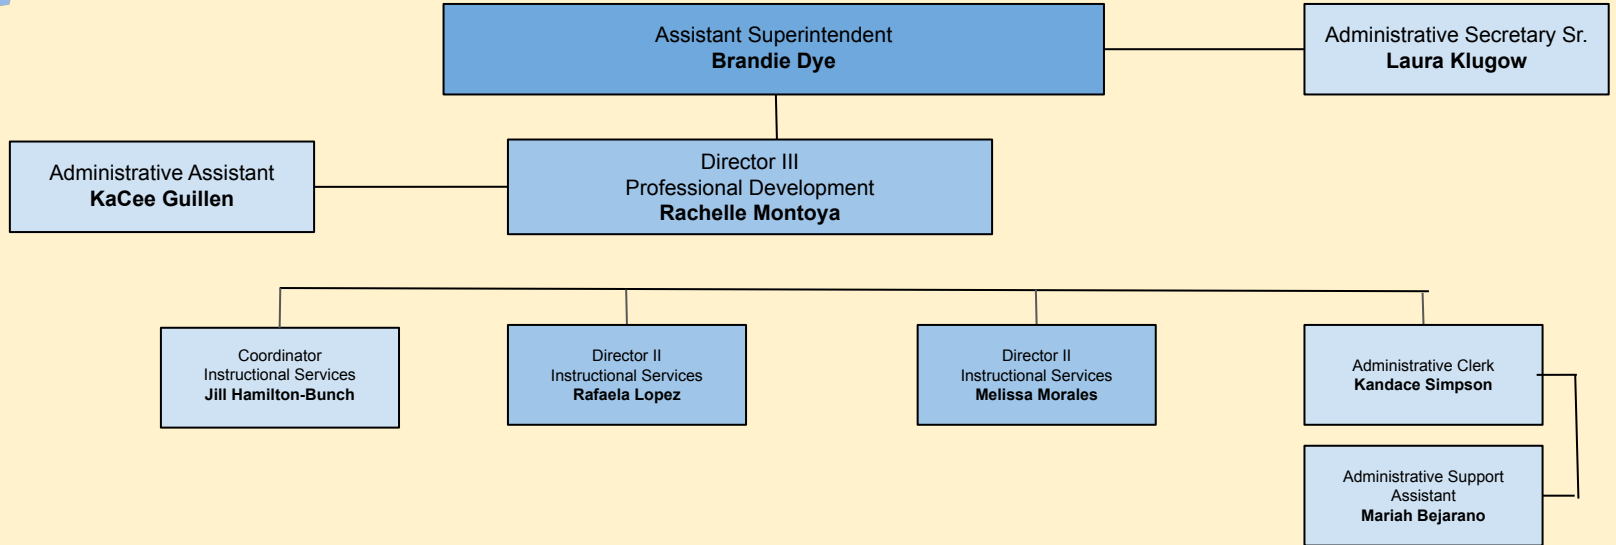 Assistant Superintendent
Brandie Dye
Administrative Secretary Sr.
Laura Klugow
Administrative Assistant
KaCee Guillen
Director III
Professional Development
Rachelle Montoya
Coordinator
Instructional Services
Jill Hamilton-Bunch
Director II
Instructional Services
Rafaela Lopez
Director II
Instructional Services
Melissa Morales
Administrative Clerk
Kandace Simpson
Administrative Support
Assistant
Mariah Bejarano